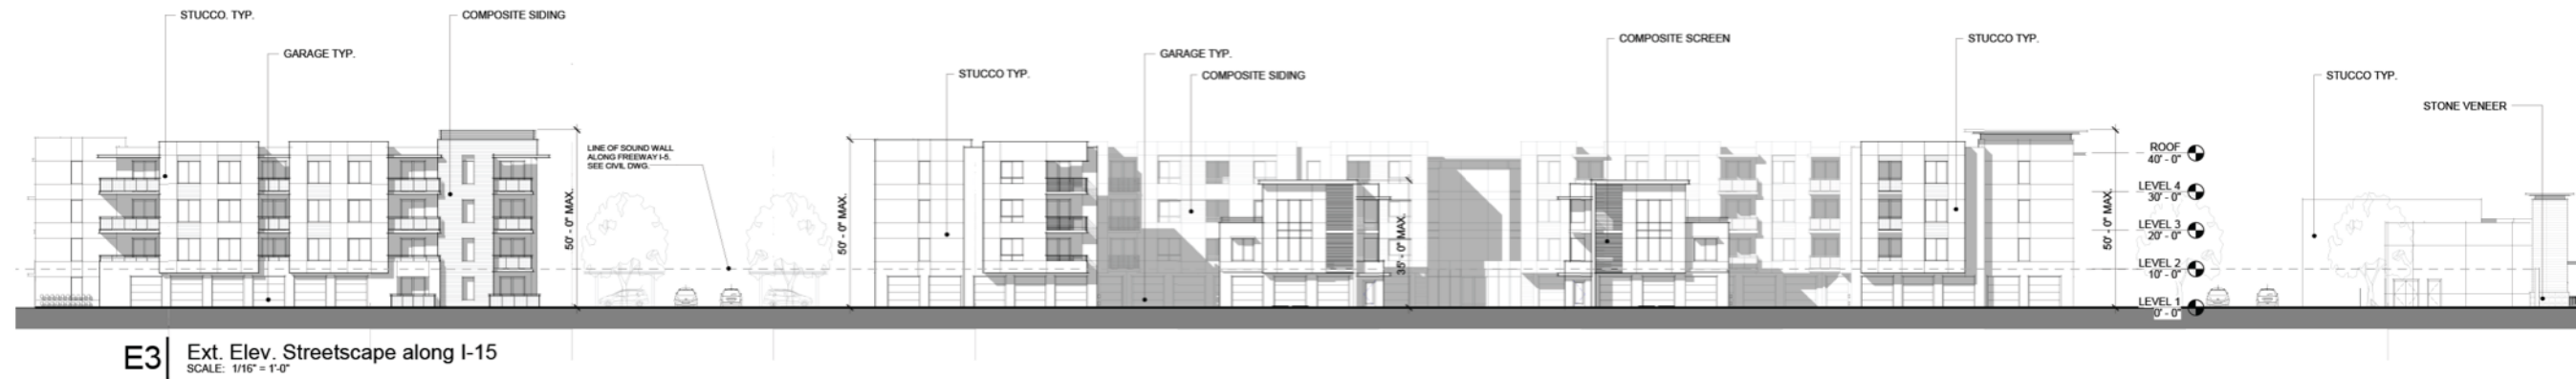 STUCCO. TYP.
COMPOSITE SIDING
GARAGE TYP.
LINE OF SOUND WALL
ALONG FREEWAY I-5.
SEE CIVIL DWG.
50' - 0" MAX.
50' - 0" MAX.
STUCCO TYP.
GARAGE TYP.
COMPOSITE SIDING
35' - 0" MAX.
COMPOSITE SCREEN
STUCCO TYP.
50' - 0" MAX.
ROOF
40' - 0"
LEVEL 4
30' - 0"
LEVEL 3
20' - 0"
LEVEL 2
10' - 0"
LEVEL 1
0' - 0"
STUCCO TYP.
STONE VENEER
E3
Ext. Elev. Streetscape along I-15
SCALE: 1/16" = 1'-0"